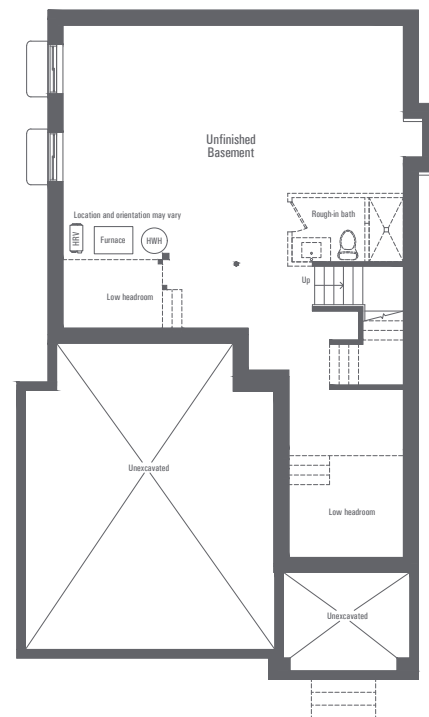 Unfinished
Basement
Location and orientation may vary
Rough-in bath
HRV
Furnace
HWH
Up
Low headroom
Unexcavated
Low headroom
Unexcavated